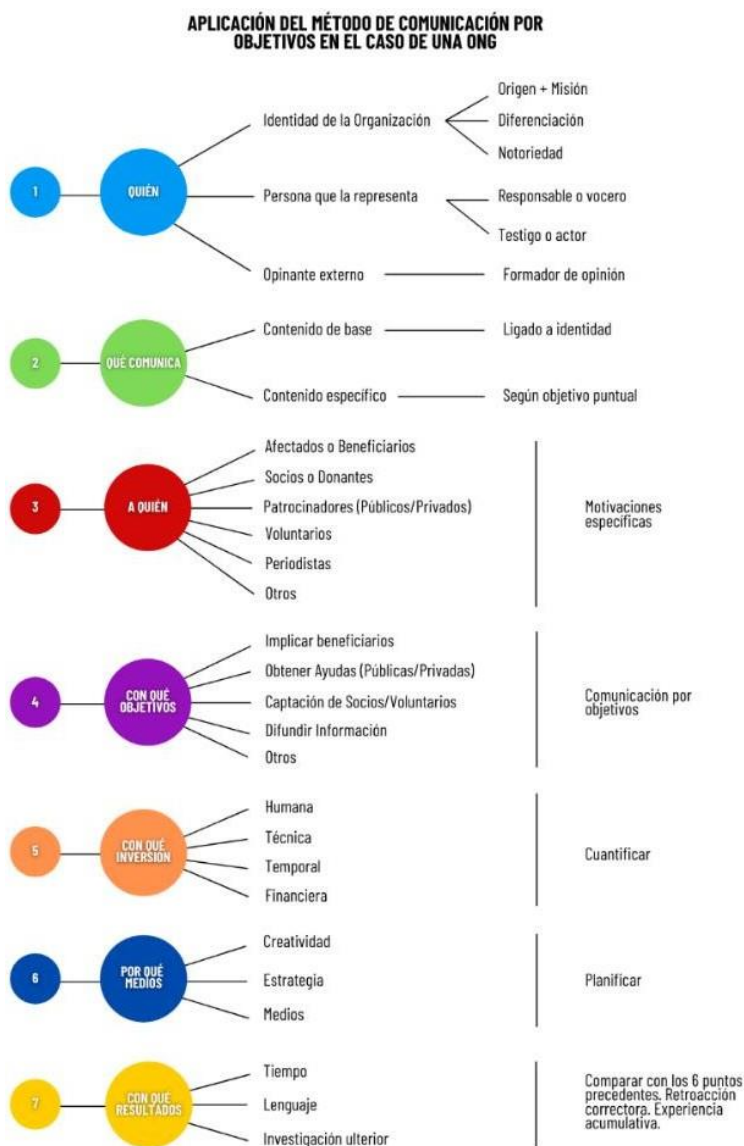 APLICACIÓN DEL MÉTODO DE COMUNICACIÓN POR
OBJETIVOS EN EL CASO DE UNA ONG
1
QUIÉN
Identidad de la Organización
Origen + Misión
Diferenciación
Notoriedad
Persona que la representa
Responsable o vocero
Testigo o actor
Opinante externo
Formador de opinión
2
QUÉ COMUNICA
Contenido de base
Ligado a identidad
Contenido específico
Según objetivo puntual
3
A QUIÉN
Afectados o Beneficiarios
Socios o Donantes
Patrocinadores (Públicos/Privados)
Voluntarios
Periodistas
Otros
Motivaciones
específicas
4
CON QUÉ
OBJETIVOS
Implicar beneficiarios
Obtener Ayudas (Públicas/Privadas)
Captación de Socios/Voluntarios
Difundir Información
Otros
Comunicación por
objetivos
5
CON QUÉ
INVERSIÓN
Humana
Técnica
Temporal
Financiera
Cuantificar
6
POR QUÉ
MEDIOS
Creatividad
Estrategia
Medios
Planificar
7
CON QUÉ
RESULTADOS
Tiempo
Lenguaje
Investigación ulterior
Comparar con los 6 puntos
precedentes. Retroacción
correctora. Experiencia
acumulativa.